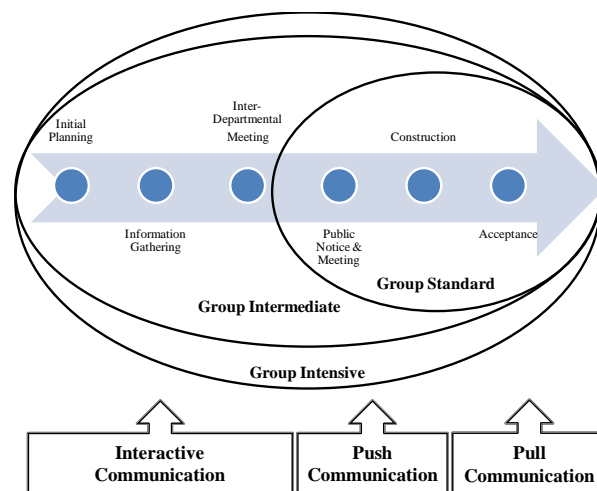 Initial
Planning
Inter-
Departmental
Meeting
Construction
Information
Gathering
Public
Notice &
Meeting
Acceptance
Group Standard
Group Intermediate
Group Intensive
Interactive
Communication
Push
Communication
Pull
Communication